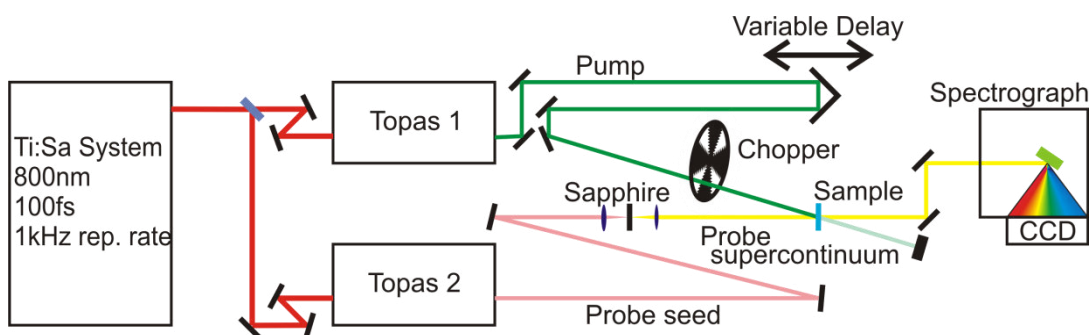 Variable Delay
Pump
Spectrograph
Ti:Sa System
800nm
100fs
1kHz rep. rate
Topas 1
Chopper
Sapphire
Sample
Probe
supercontinuum
CCD
Topas 2
Probe seed